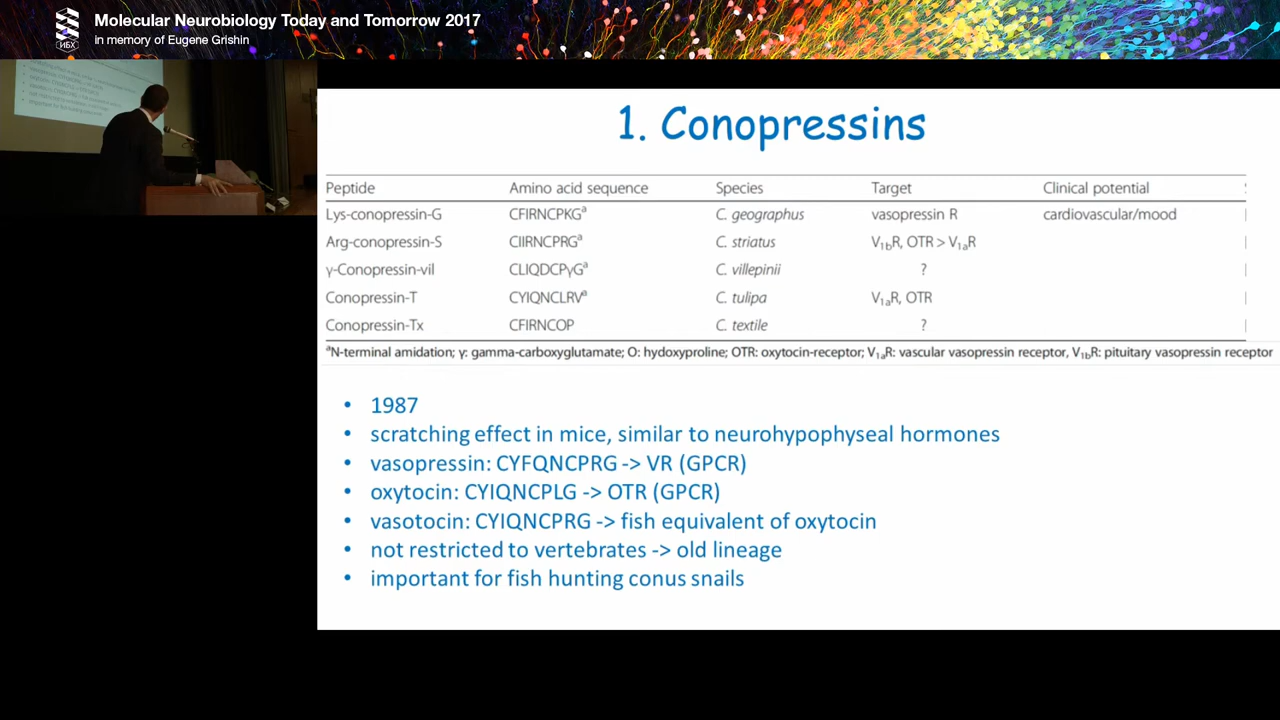 Molecular Neurobiology Today and Tomorrow 2017
in memory of Eugene Grishin
ИБХ
1. Conopressins
Peptide Amino acid sequence Species Target Clinical potential
Lys-conopressin-G CFIRNCPKGᵃ C. geographus vasopressin R cardiovascular/mood
Arg-conopressin-S CIIRNCPRGᵃ C. striatus V₁bR, OTR > V₁aR
γ-Conopressin-vil CLIQDCPγGᵃ C. villepinii ?
Conopressin-T CYIQNCLRVᵃ C. tulipa V₁aR, OTR
Conopressin-Tx CFIRNCOP C. textile ?
ᵃN-terminal amidation; γ: gamma-carboxyglutamate; O: hydoxyproline; OTR: oxytocin-receptor; V₁aR: vascular vasopressin receptor, V₁bR: pituitary vasopressin receptor
• 1987
• scratching effect in mice, similar to neurohypophyseal hormones
• vasopressin: CYFQNCPRG -> VR (GPCR)
• oxytocin: CYIQNCPLG -> OTR (GPCR)
• vasotocin: CYIQNCPRG -> fish equivalent of oxytocin
• not restricted to vertebrates -> old lineage
• important for fish hunting conus snails